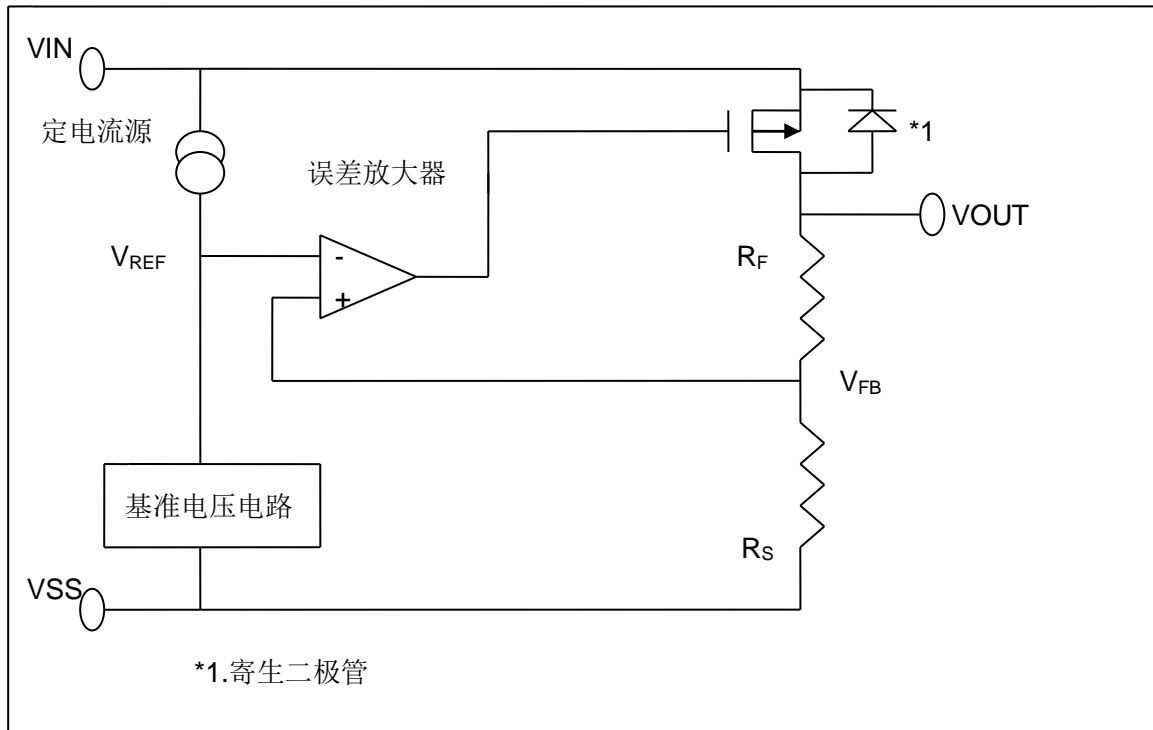 VIN
定电流源
*1
误差放大器
VOUT
VREF
-
RF
+
VFB
基准电压电路
RS
VSS
*1.寄生二极管